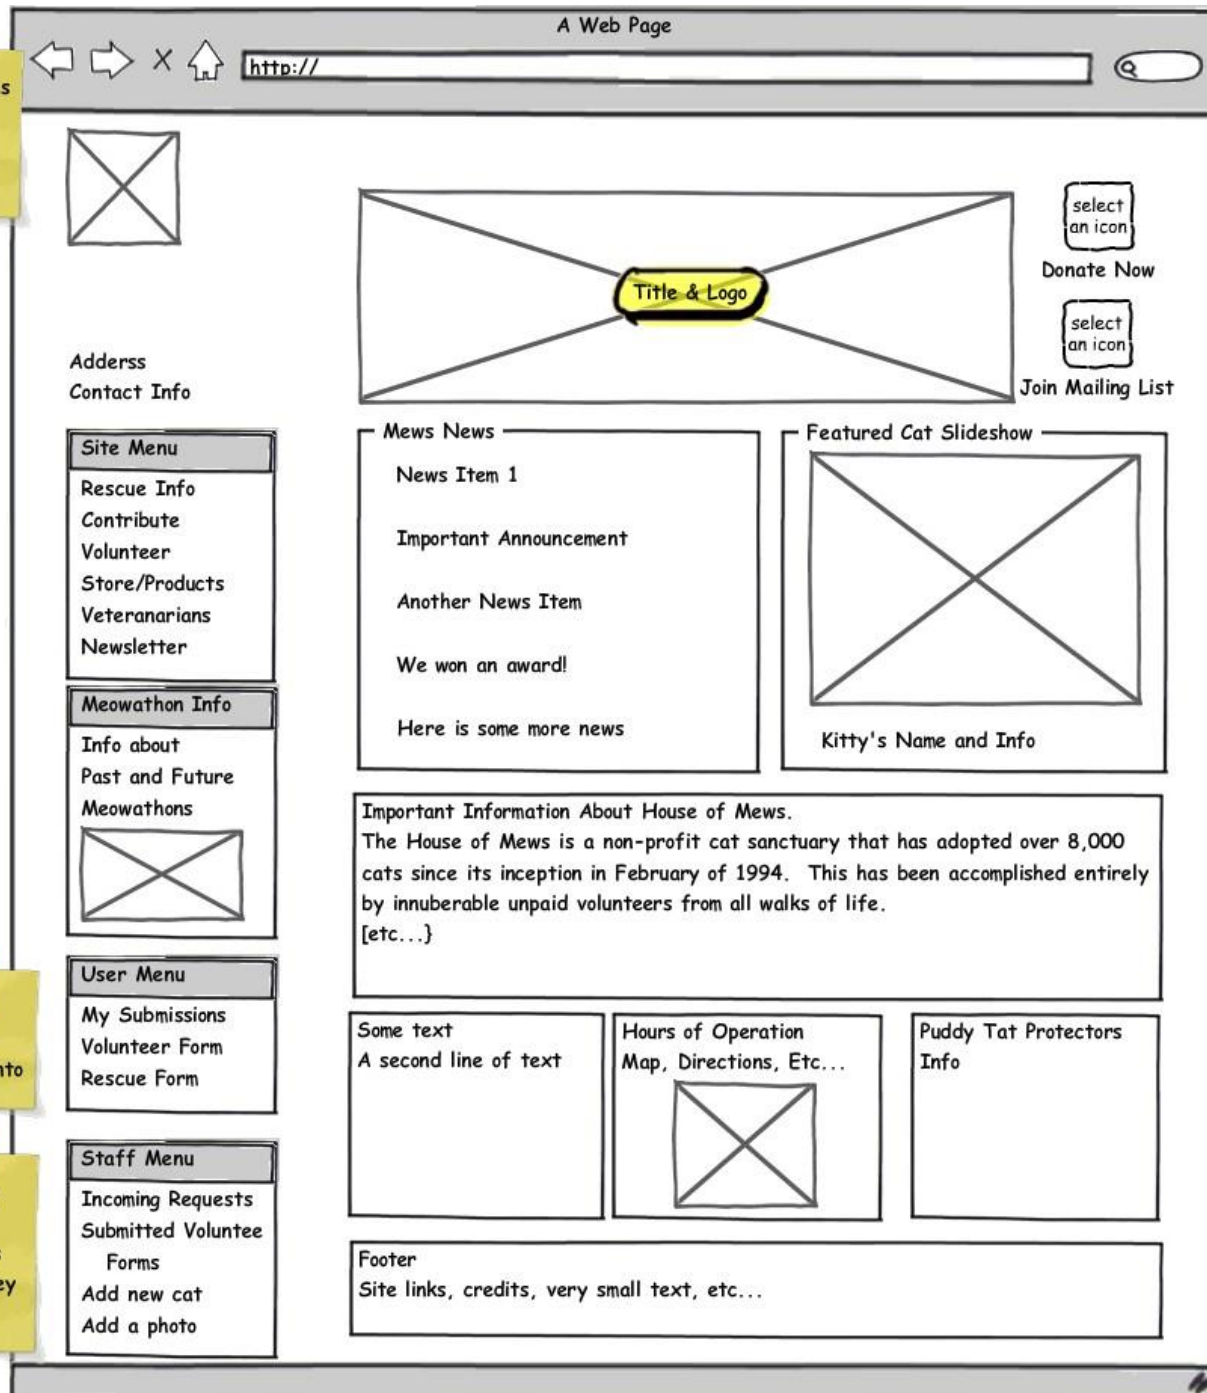 A Web Page
http://
s
select
an icon
Donate Now
Title & Logo
select
an icon
Join Mailing List
Adderss
Contact Info
Site Menu
Rescue Info
Contribute
Volunteer
Store/Products
Veteranarians
Newsletter
Meowathon Info
Info about
Past and Future
Meowathons
User Menu
My Submissions
Volunteer Form
Rescue Form
nto
Staff Menu
Incoming Requests
Submitted Voluntee
Forms
Add new cat
Add a photo
ey
Mews News
News Item 1
Important Announcement
Another News Item
We won an award!
Here is some more news
Featured Cat Slideshow
Kitty's Name and Info
Important Information About House of Mews.
The House of Mews is a non-profit cat sanctuary that has adopted over 8,000
cats since its inception in February of 1994.  This has been accomplished entirely
by innuberable unpaid volunteers from all walks of life.
[etc...}
Some text
A second line of text
Hours of Operation
Map, Directions, Etc...
Puddy Tat Protectors
Info
Footer
Site links, credits, very small text, etc...